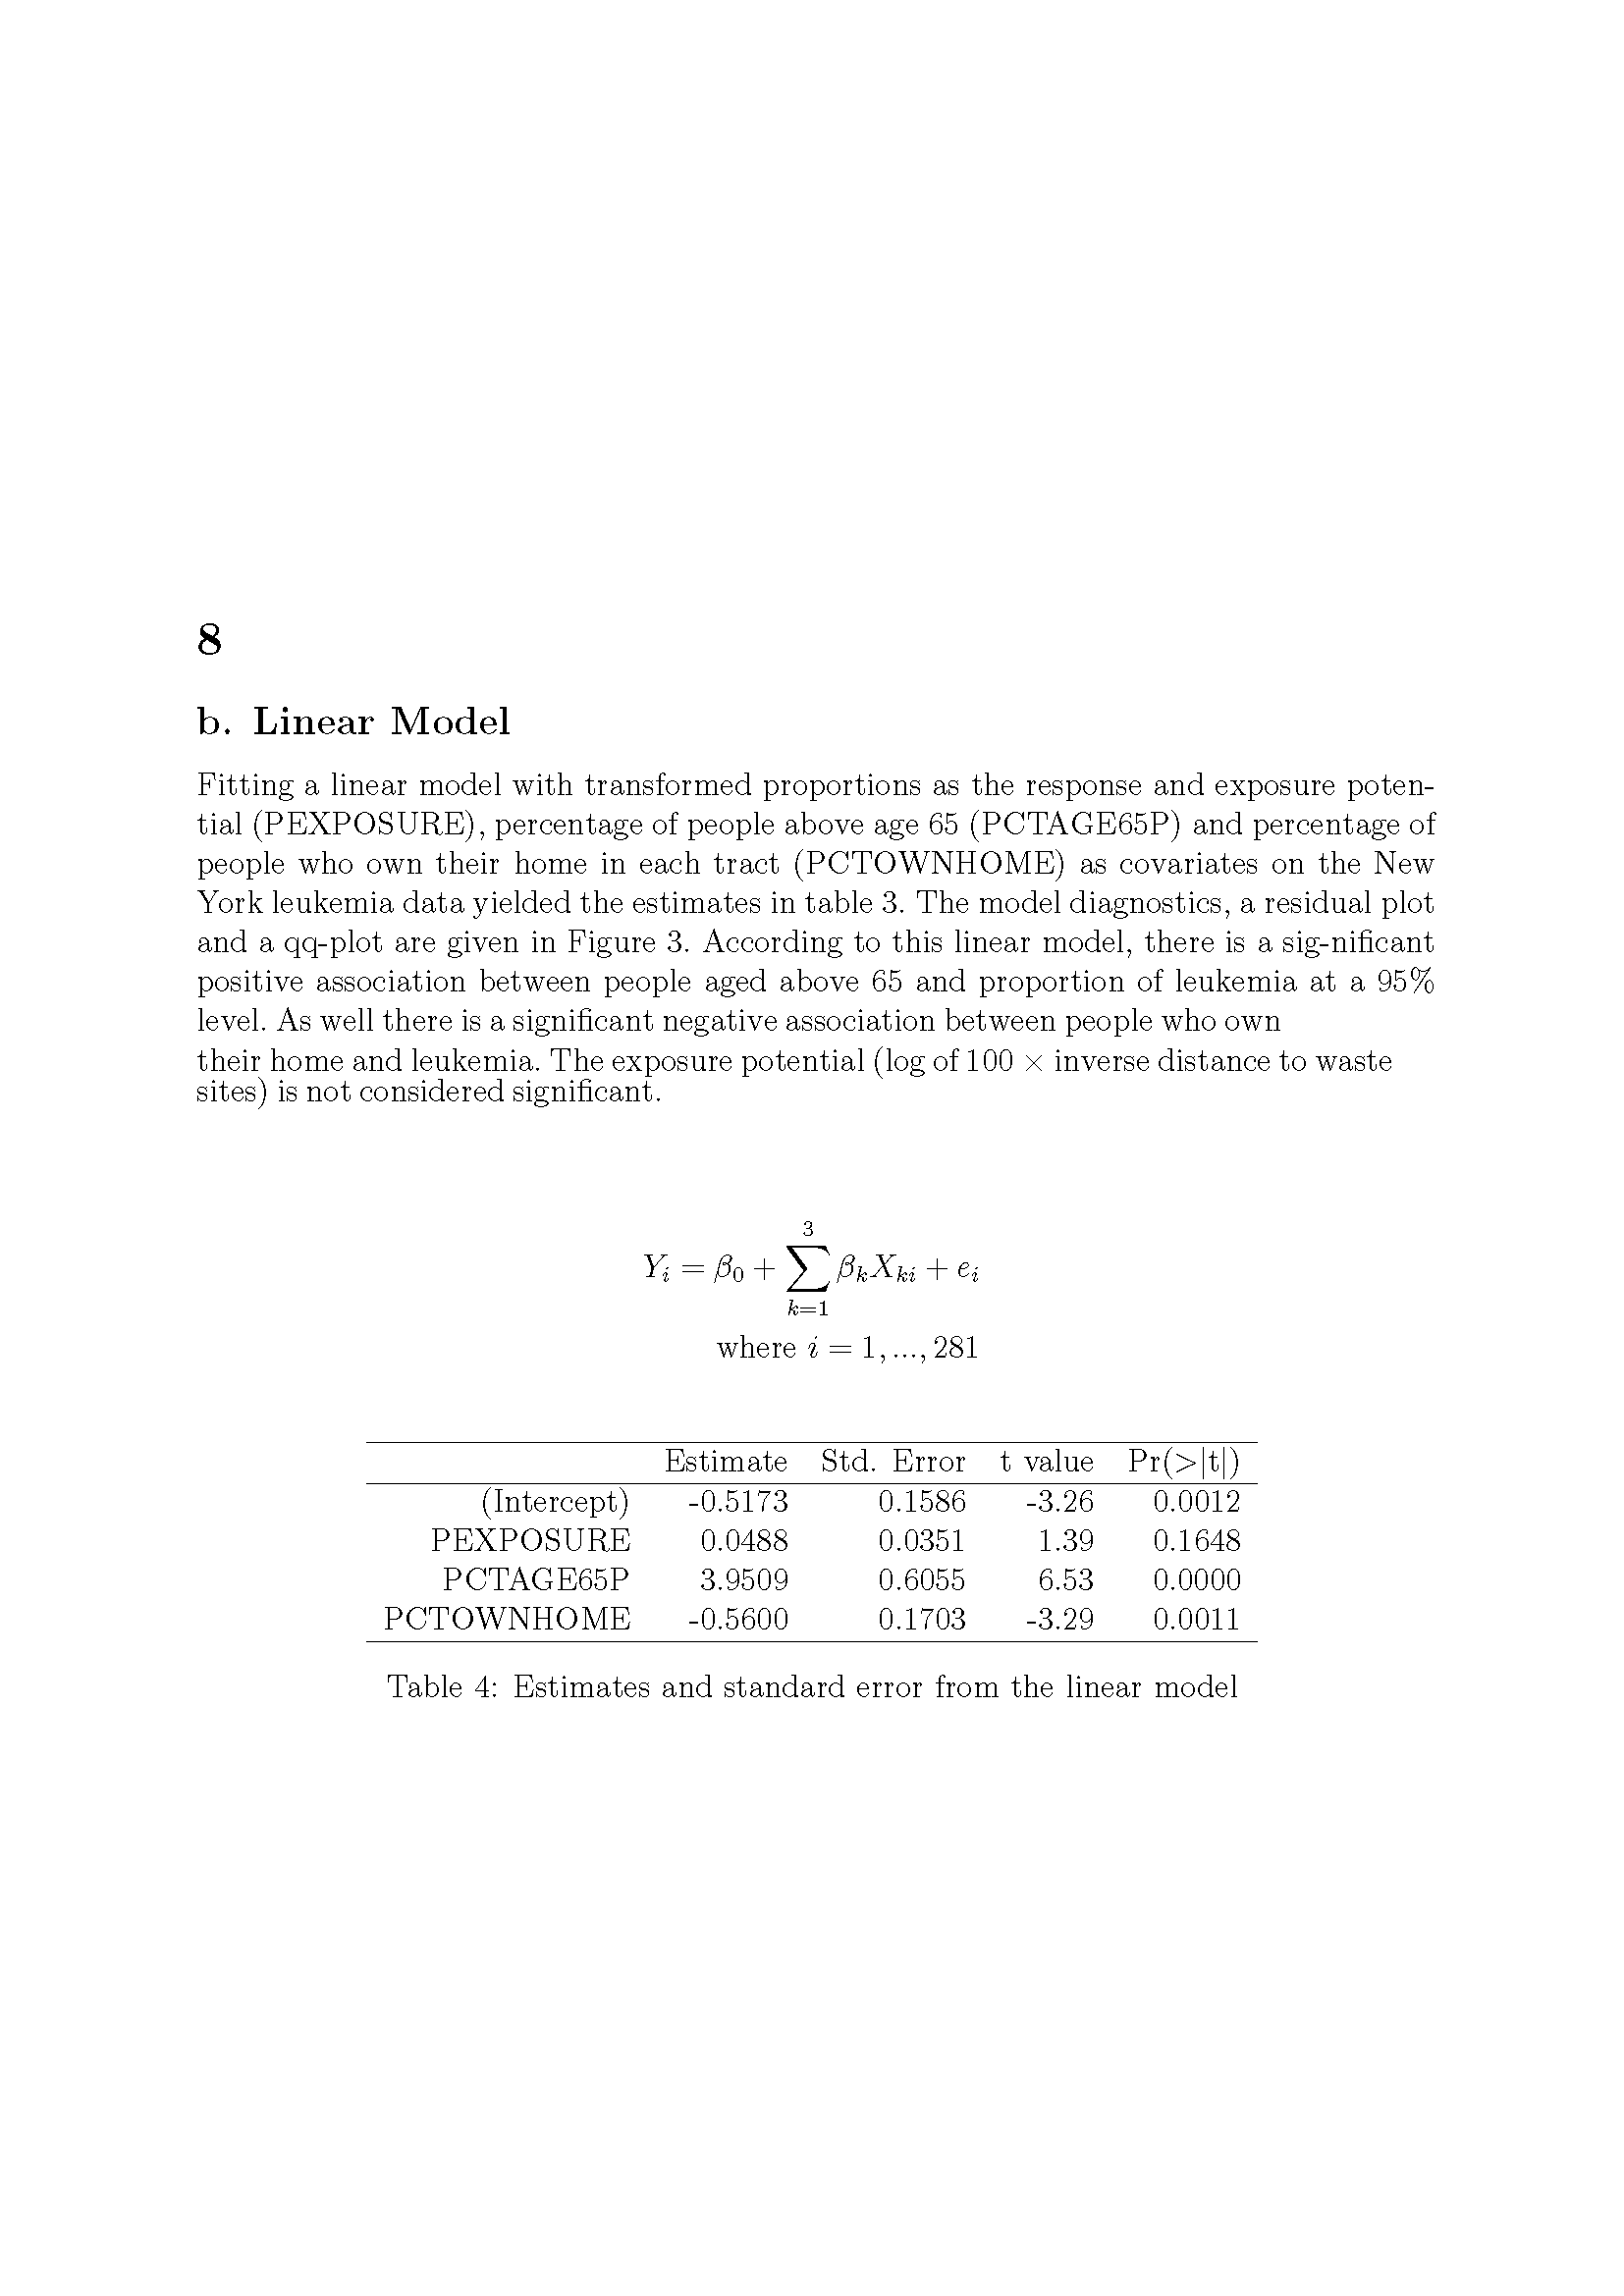 8
b. Linear Model
Fitting a linear model with transformed proportions as the response and exposure poten-
tial (PEXPOSURE), percentage of people above age 65 (PCTAGE65P) and percentage of
people who own their home in each tract (PCTOWNHOME) as covariates on the New
York leukemia data yielded the estimates in table 3. The model diagnostics, a residual plot
and a qq-plot are given in Figure 3. According to this linear model, there is a sig-nificant
positive association between people aged above 65 and proportion of leukemia at a 95%
level. As well there is a significant negative association between people who own
their home and leukemia. The exposure potential (log of 100 × inverse distance to waste
sites) is not considered significant.
Y_i = β_0 + ∑_{k=1}^{3} β_k X_{ki} + e_i
where i = 1, ..., 281
Estimate Std. Error t value Pr(>|t|)
(Intercept) -0.5173 0.1586 -3.26 0.0012
PEXPOSURE 0.0488 0.0351 1.39 0.1648
PCTAGE65P 3.9509 0.6055 6.53 0.0000
PCTOWNHOME -0.5600 0.1703 -3.29 0.0011
Table 4: Estimates and standard error from the linear model